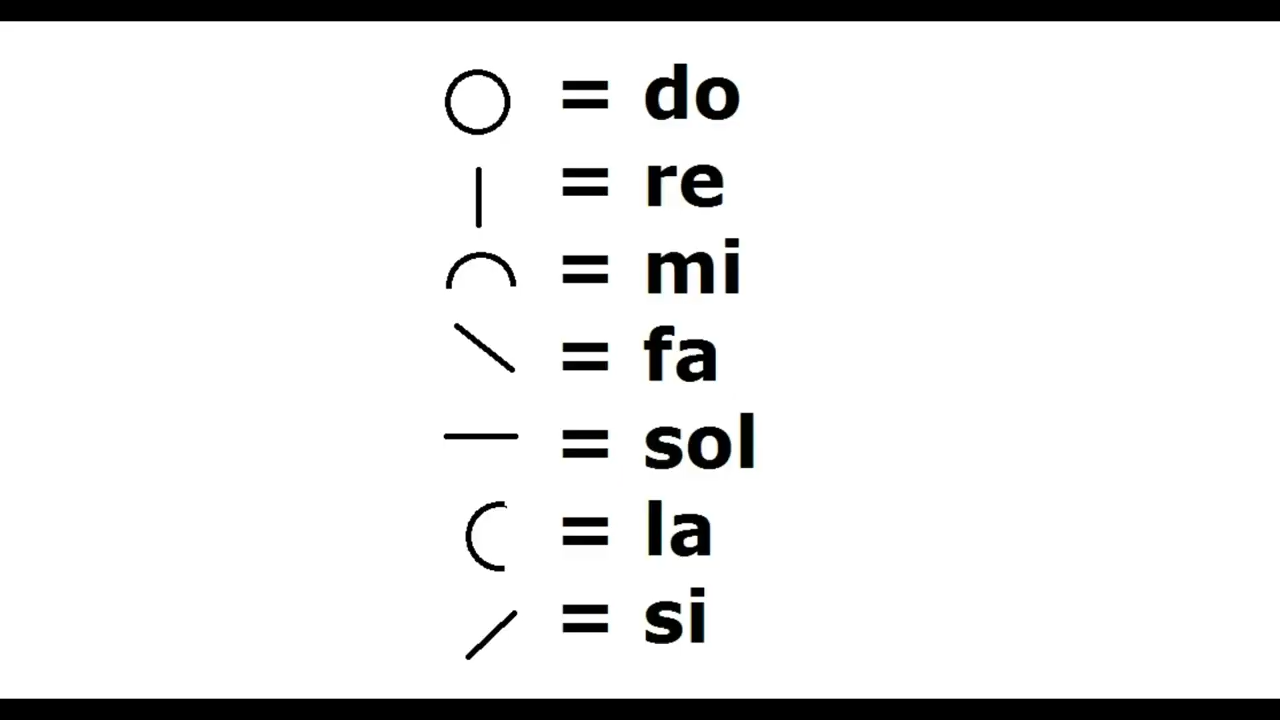 ○ = do
| = re
⌒ = mi
\ = fa
— = sol
( = la
/ = si